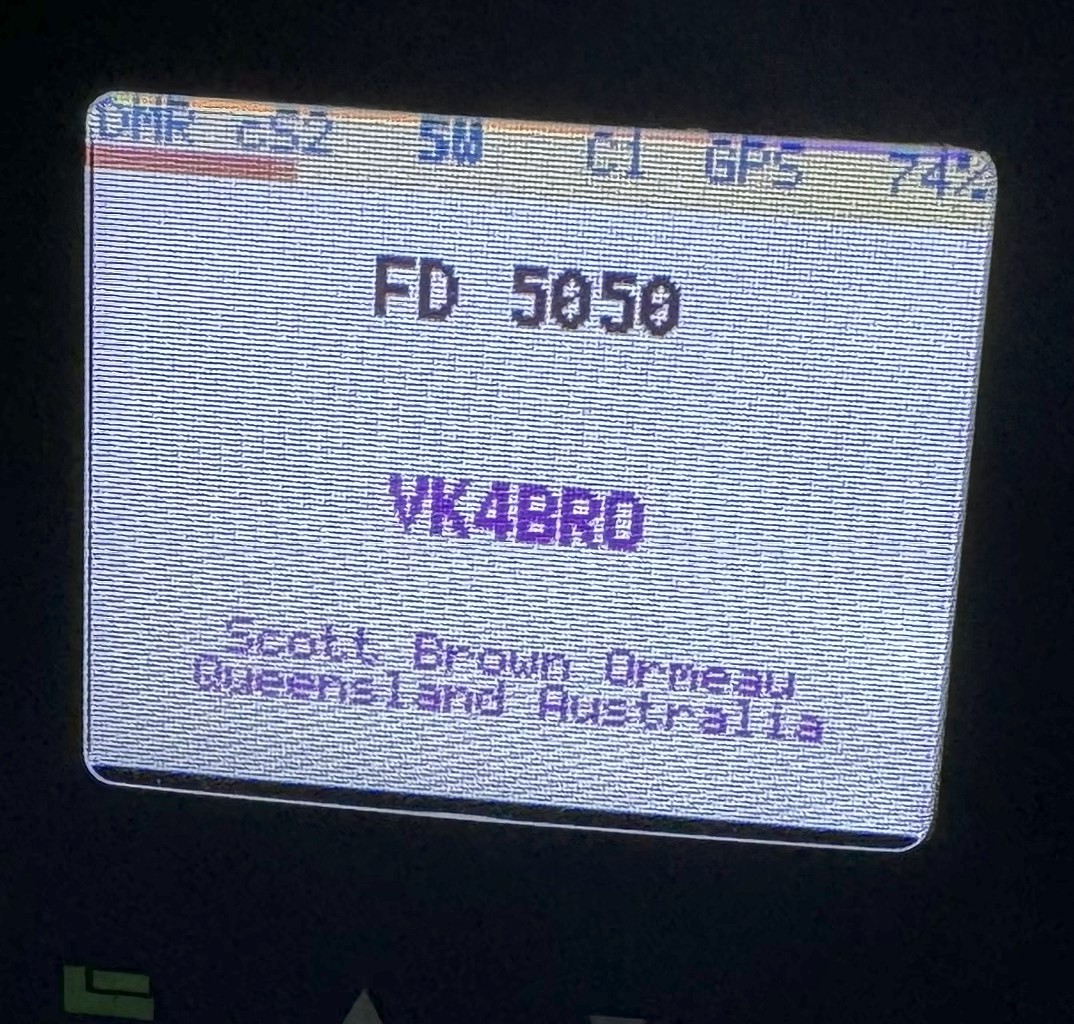 DMR cS2 5W C1 GPS 74%
FD 5050
VK4BRO
Scott Brown Ormeau
Queensland Australia